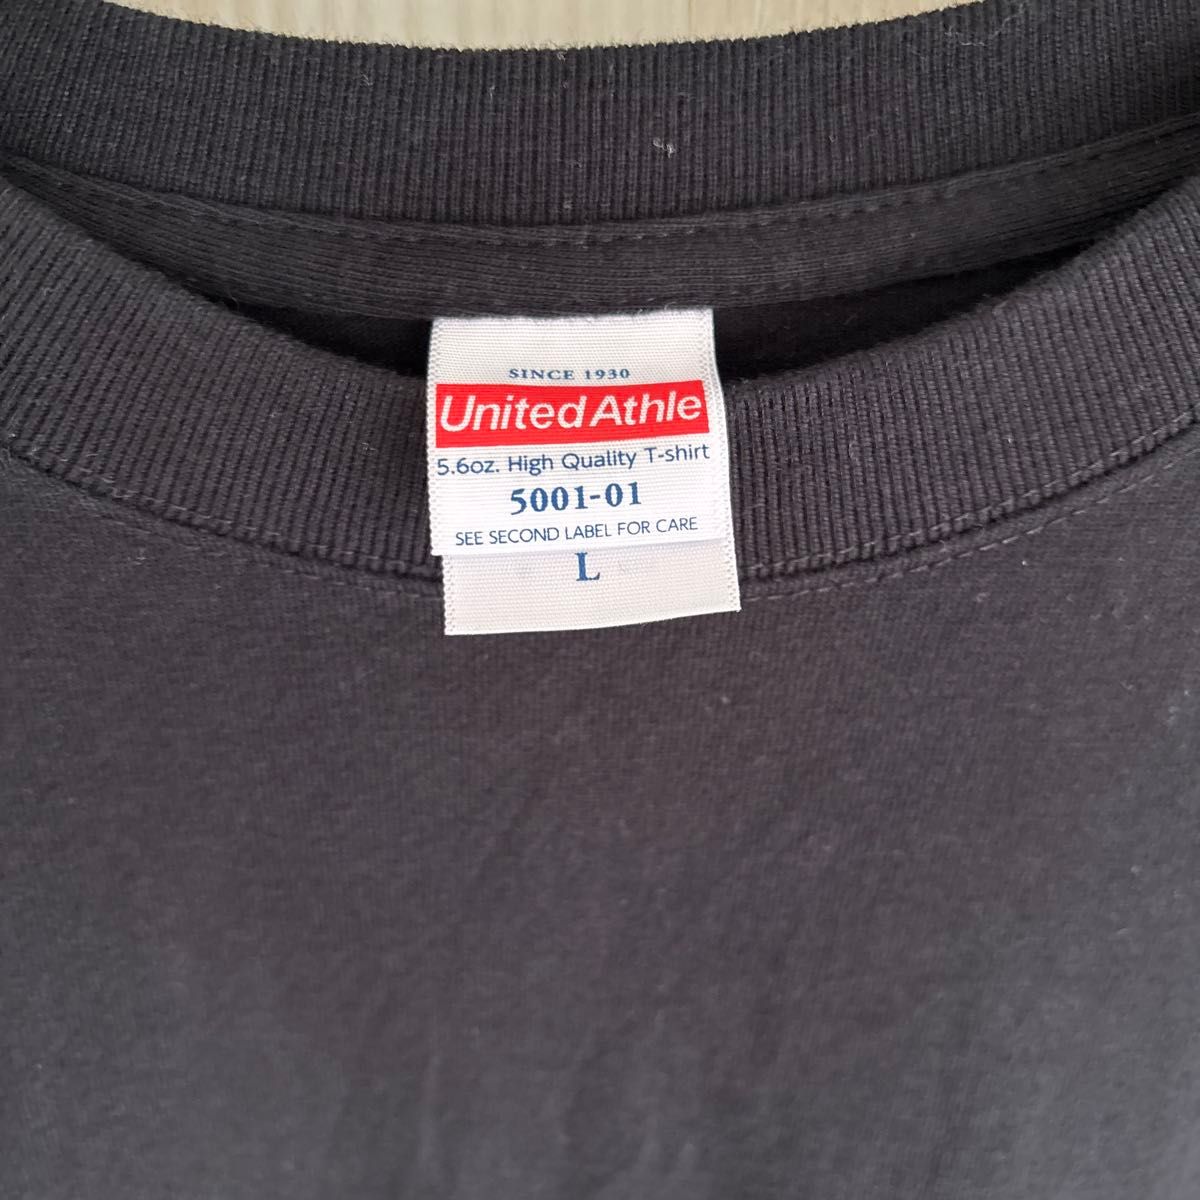 SINCE 1930
United Athle
5.6oz. High Quality T-shirt
5001-01
SEE SECOND LABEL FOR CARE
L